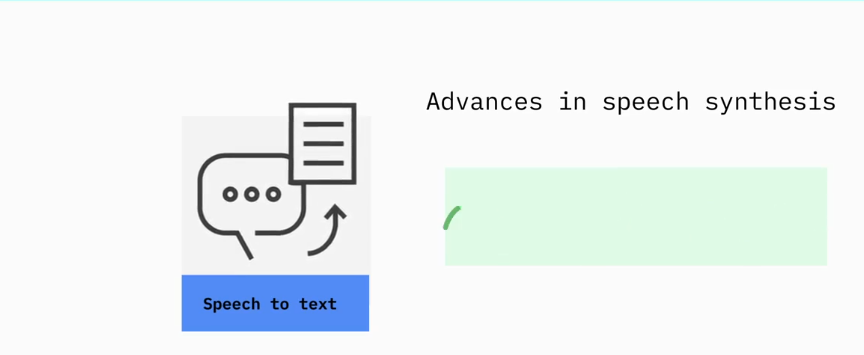 Advances in speech synthesis
Speech to text